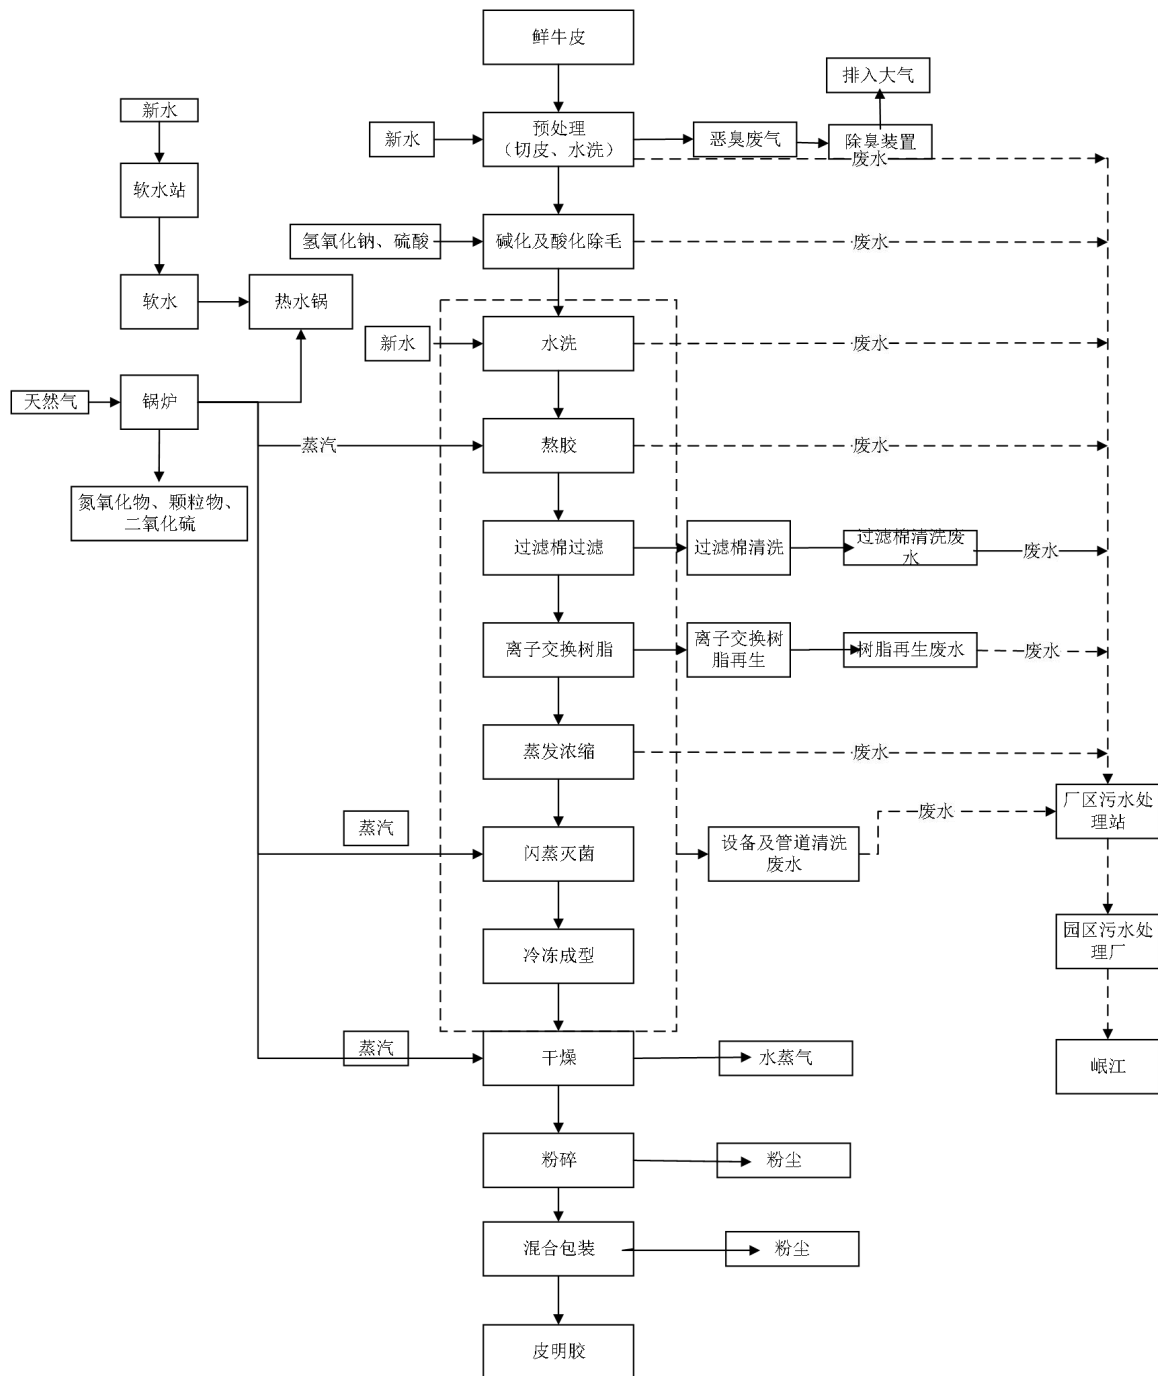 鲜牛皮
排入大气
新水
新水
预处理
（切皮、水洗）
恶臭废气
除臭装置
废水
软水站
氢氧化钠、硫酸
碱化及酸化除毛
废水
软水
热水锅
新水
水洗
废水
天然气
锅炉
蒸汽
熬胶
废水
氮氧化物、颗粒物、
二氧化硫
过滤棉过滤
过滤棉清洗
过滤棉清洗废
水
废水
离子交换树脂
离子交换树
脂再生
树脂再生废水
废水
蒸发浓缩
废水
厂区污水处
理站
蒸汽
闪蒸灭菌
设备及管道清洗
废水
废水
冷冻成型
园区污水处
理厂
蒸汽
干燥
水蒸气
岷江
粉碎
粉尘
混合包装
粉尘
皮明胶